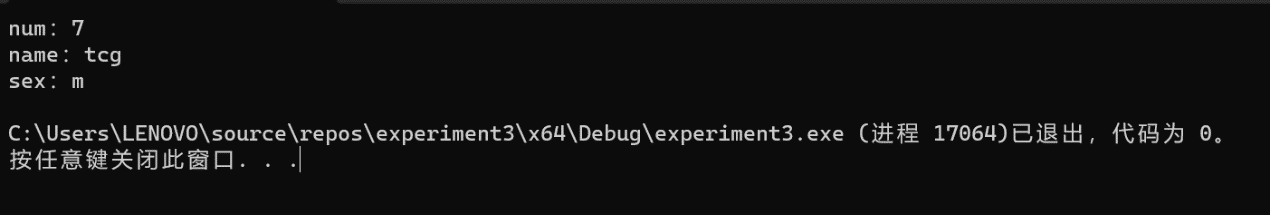 num：7
name：tcg
sex：m
C:\Users\LENOVO\source\repos\experiment3\x64\Debug\experiment3.exe (进程 17064)已退出，代码为 0。
按任意键关闭此窗口. . .